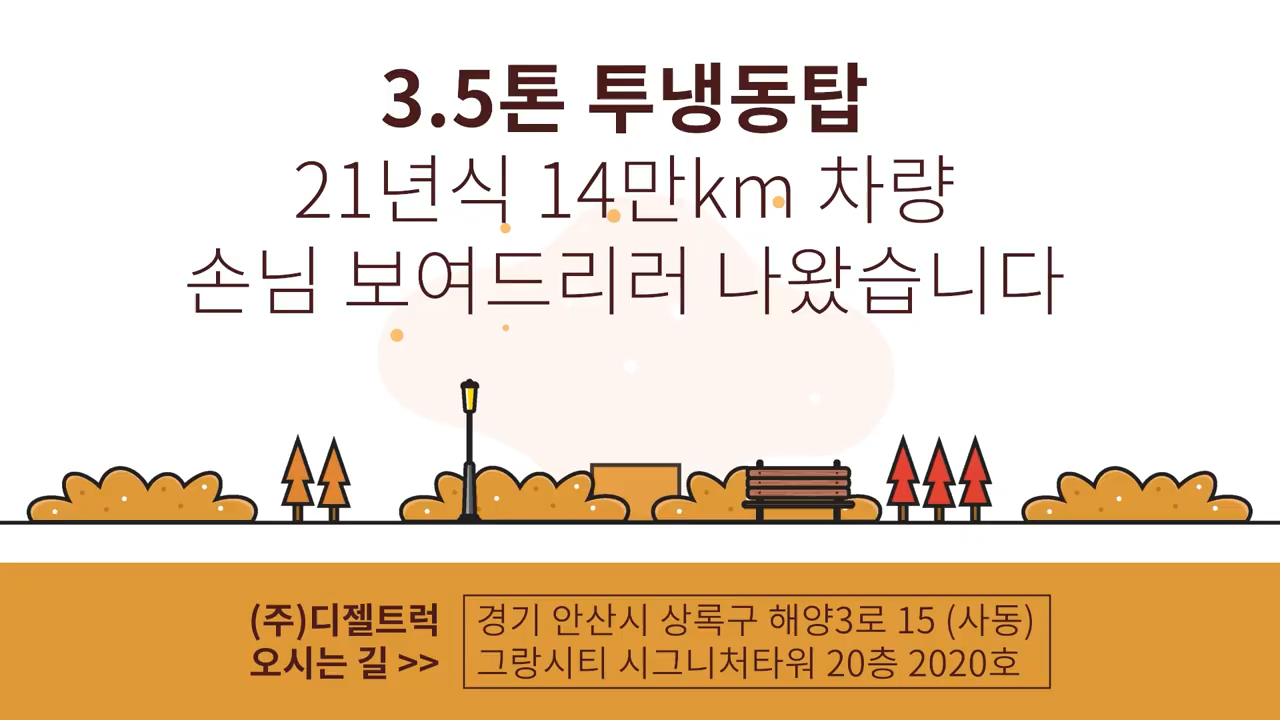 3.5톤 투냉동탑
21년식 14만km 차량
손님 보여드리러 나왔습니다
(주)디젤트럭
오시는 길 >>
경기 안산시 상록구 해양3로 15 (사동)
그랑시티 시그니처타워 20층 2020호